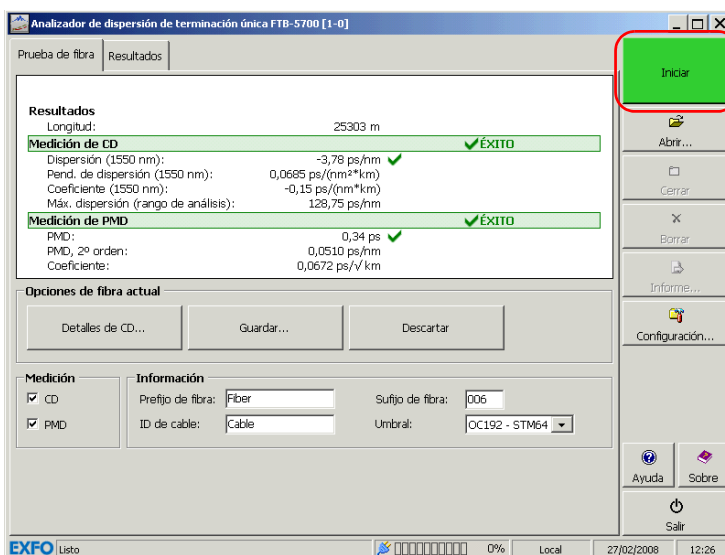 Analizador de dispersión de terminación única FTB-5700 [1-0]
Prueba de fibra Resultados
Resultados
Longitud: 25303 m
Medición de CD ÉXITO
Dispersión (1550 nm): -3,78 ps/nm
Pend. de dispersión (1550 nm): 0,0685 ps/(nm²*km)
Coeficiente (1550 nm): -0,15 ps/(nm*km)
Máx. dispersión (rango de análisis): 128,75 ps/nm
Medición de PMD ÉXITO
PMD: 0,34 ps
PMD, 2º orden: 0,0510 ps/nm
Coeficiente: 0,0672 ps/√km
Opciones de fibra actual
Detalles de CD... Guardar... Descartar
Medición
CD
PMD
Información
Prefijo de fibra: Fiber Sufijo de fibra: 006
ID de cable: Cable Umbral: OC192 - STM64
Iniciar
Abrir...
Cerrar
Borrar
Informe...
Configuración...
Ayuda Sobre
Salir
EXFO Listo 0% Local 27/02/2008 12:26